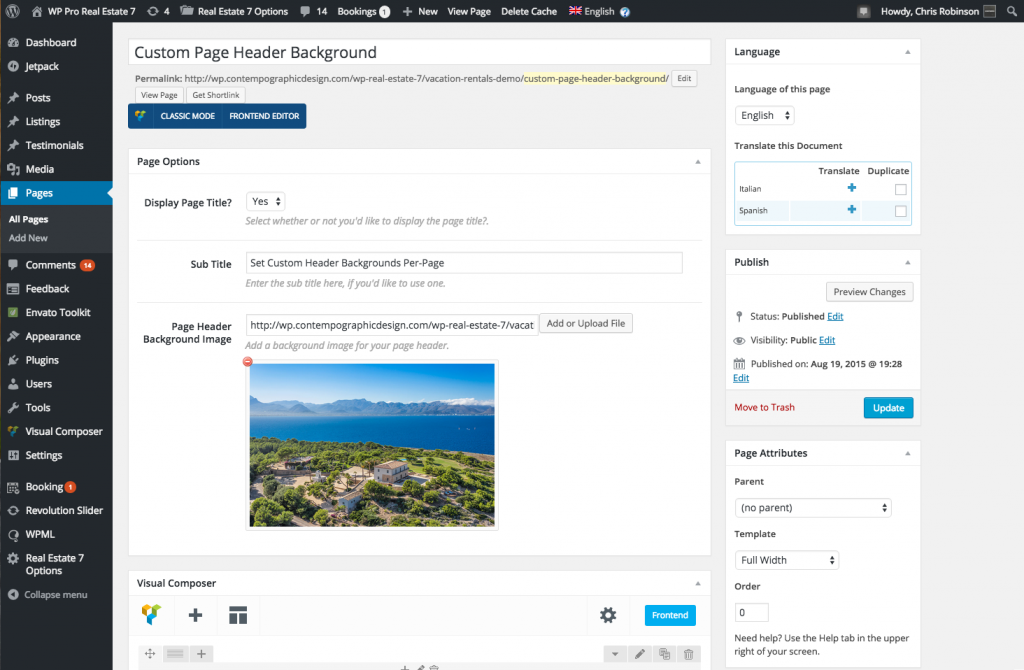 WP Pro Real Estate 7 4 Real Estate 7 Options 14 Bookings 1 New View Page Delete Cache English ? Howdy, Chris Robinson
Dashboard
Jetpack
Posts
Listings
Testimonials
Media
Pages
All Pages
Add New
Comments 14
Feedback
Envato Toolkit
Appearance
Plugins
Users
Tools
Visual Composer
Settings
Booking 1
Revolution Slider
WPML
Real Estate 7
Options
Collapse menu
Custom Page Header Background
Permalink: http://wp.contempographicdesign.com/wp-real-estate-7/vacation-rentals-demo/custom-page-header-background/ Edit
View Page Get Shortlink
CLASSIC MODE FRONTEND EDITOR
Page Options
Display Page Title? Yes
Select whether or not you'd like to display the page title?.
Sub Title Set Custom Header Backgrounds Per-Page
Enter the sub title here, if you'd like to use one.
Page Header
Background Image
http://wp.contempographicdesign.com/wp-real-estate-7/vacat Add or Upload File
Add a background image for your page header.
Visual Composer
Frontend
Language
Language of this page
English
Translate this Document
Translate Duplicate
Italian
Spanish
Publish
Preview Changes
Status: Published Edit
Visibility: Public Edit
Published on: Aug 19, 2015 @ 19:28
Edit
Move to Trash Update
Page Attributes
Parent
(no parent)
Template
Full Width
Order
0
Need help? Use the Help tab in the upper
right of your screen.